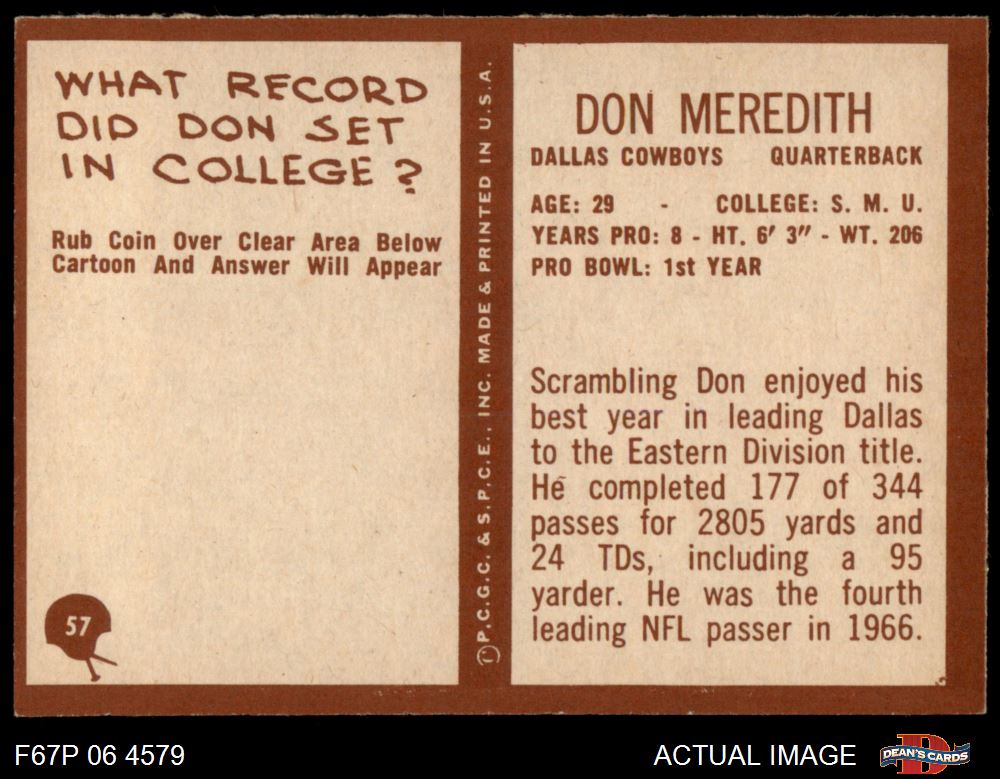 WHAT RECORD
DID DON SET
IN COLLEGE?
Rub Coin Over Clear Area Below
Cartoon And Answer Will Appear
57
Ⓟ P.C.G.C. & S.P.C.E., INC. MADE & PRINTED IN U.S.A.
DON MEREDITH
DALLAS COWBOYS QUARTERBACK
AGE: 29 - COLLEGE: S. M. U.
YEARS PRO: 8 - HT. 6' 3" - WT. 206
PRO BOWL: 1st YEAR
Scrambling Don enjoyed his
best year in leading Dallas
to the Eastern Division title.
He completed 177 of 344
passes for 2805 yards and
24 TDs, including a 95
yarder. He was the fourth
leading NFL passer in 1966.
F67P 06 4579
ACTUAL IMAGE
DEAN'S CARDS